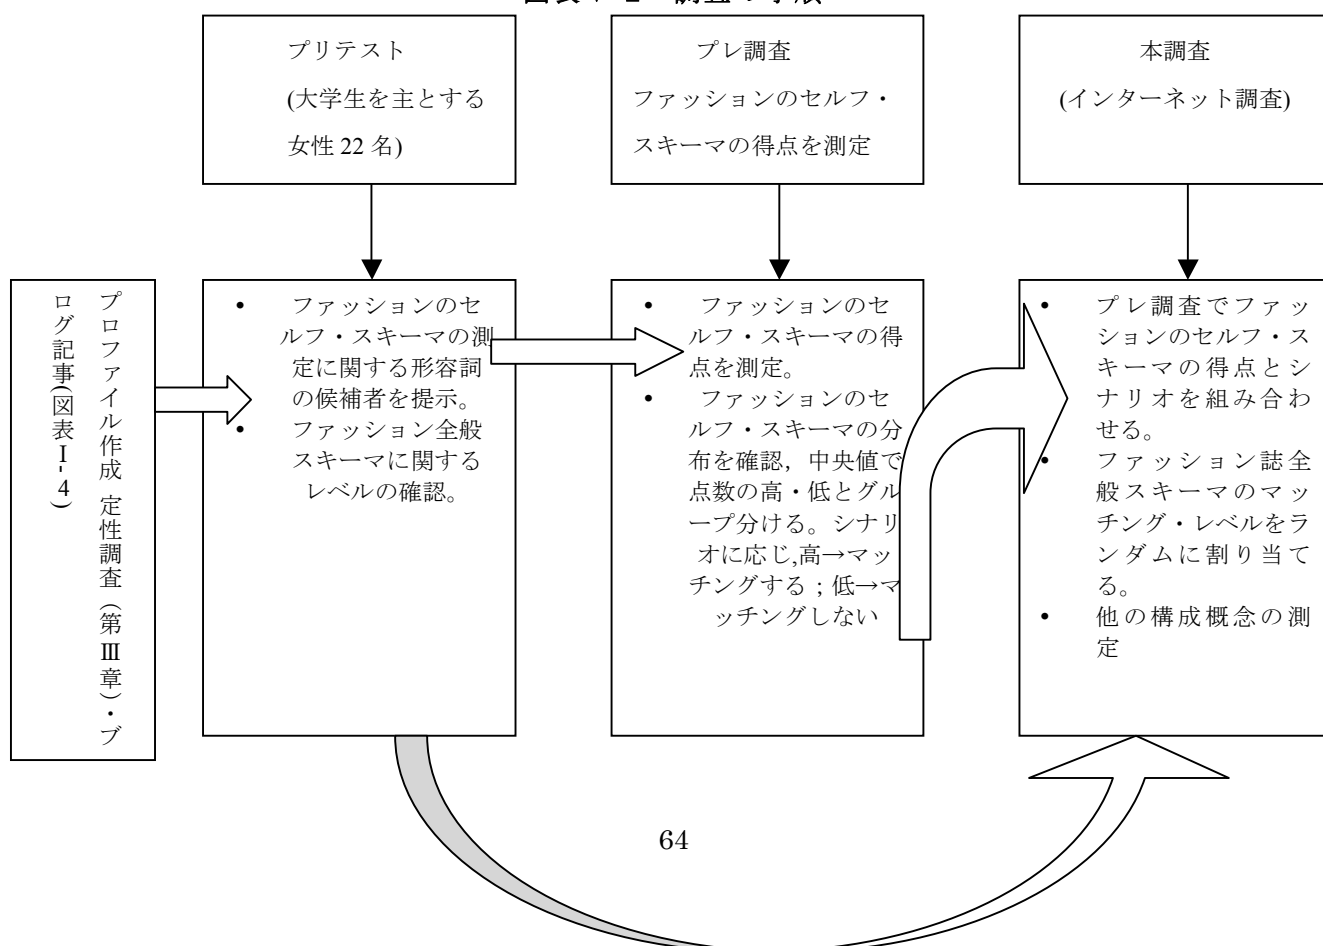 プリテスト
(大学生を主とする
女性 22 名)
プレ調査
ファッションのセルフ・
スキーマの得点を測定
本調査
(インターネット調査)
プロファイル作成 定性調査(第Ⅲ章)・ブ
ログ記事(図表Ⅰ-4)
• ファッションのセ
ルフ・スキーマの測
定に関する形容詞
の候補者を提示。
• ファッション全般
スキーマに関する
レベルの確認。
• ファッションのセ
ルフ・スキーマの得
点を測定。
• ファッションのセ
ルフ・スキーマの分
布を確認，中央値で
点数の高・低とグル
ープ分ける。シナリ
オに応じ,高→マッ
チングする；低→マ
ッチングしない
• プレ調査でファッ
ションのセルフ・ス
キーマの得点とシ
ナリオを組み合わ
せる。
• ファッション誌全
般スキーマのマッ
チング・レベルをラ
ンダムに割り当て
る。
• 他の構成概念の測
定
64